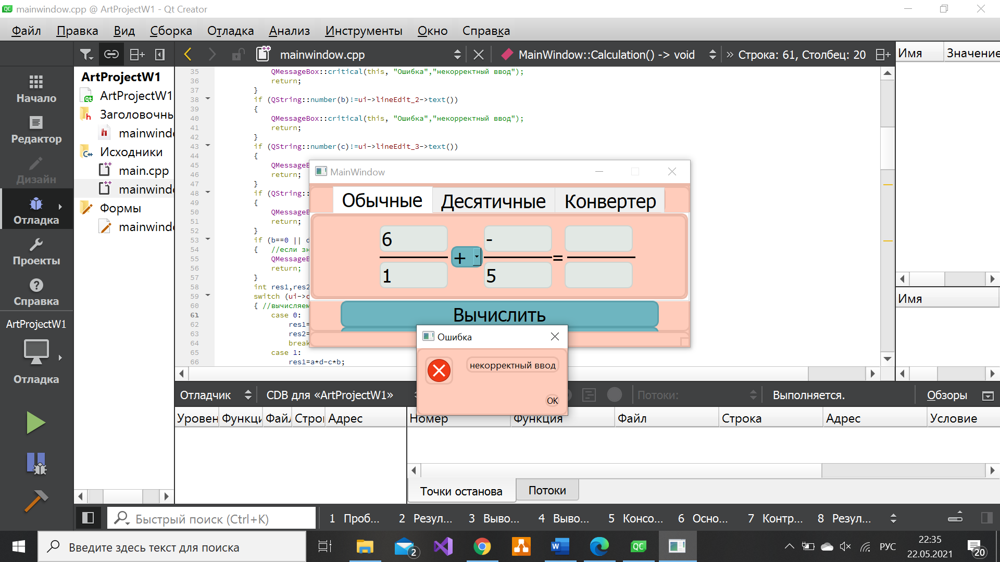 mainwindow.cpp @ ArtProjectW1 - Qt Creator
Файл Правка Вид Сборка Отладка Анализ Инструменты Окно Справка
mainwindow.cpp MainWindow::Calculation() -> void » Строка: 61, Столбец: 20
Имя Значение
Начало
Редактор
Дизайн
Отладка
Проекты
Справка
ArtProjectW1
Отладка
ArtProjectW1
ArtProjectW1
Заголовочнь
mainwind
Исходники
main.cpp
mainwind
Формы
mainwind
35 QMessageBox::critical(this, "Ошибка","некорректный ввод");
36 return;
37 }
38 if (QString::number(b)!=ui->lineEdit_2->text())
39 {
40 QMessageBox::critical(this, "Ошибка","некорректный ввод");
41 return;
42 }
43 if (QString::number(c)!=ui->lineEdit_3->text())
44 {
45 QMessageB
46 return;
47 }
48 if (QString::
49 {
50 QMessageB
51 return;
52 }
53 if (b==0 || d
54 { //если зн
55 QMessageB
56 return;
57 }
58 int res1,res2
59 switch (ui->c
60 { //вычисляем
61 case 0:
62 res1=
63 res2=
64 break
65 case 1:
66 res1=a*d-c*b;
MainWindow
Обычные Десятичные Конвертер
6 -
+ =
1 5
Вычислить
Ошибка
некорректный ввод
OK
Имя
Отладчик CDB для «ArtProjectW1» Потоки: Выполняется. Обзоры
Уровен Функци Файл Строн Адрес
Номер Функция Файл Строка Адрес Условие
Точки останова Потоки
Быстрый поиск (Ctrl+K) 1 Проб... 2 Резул... 3 Выво... 4 Выво... 5 Консо... 6 Осно... 7 Контр... 8 Резул...
Введите здесь текст для поиска
2
РУС
22:35
22.05.2021
20